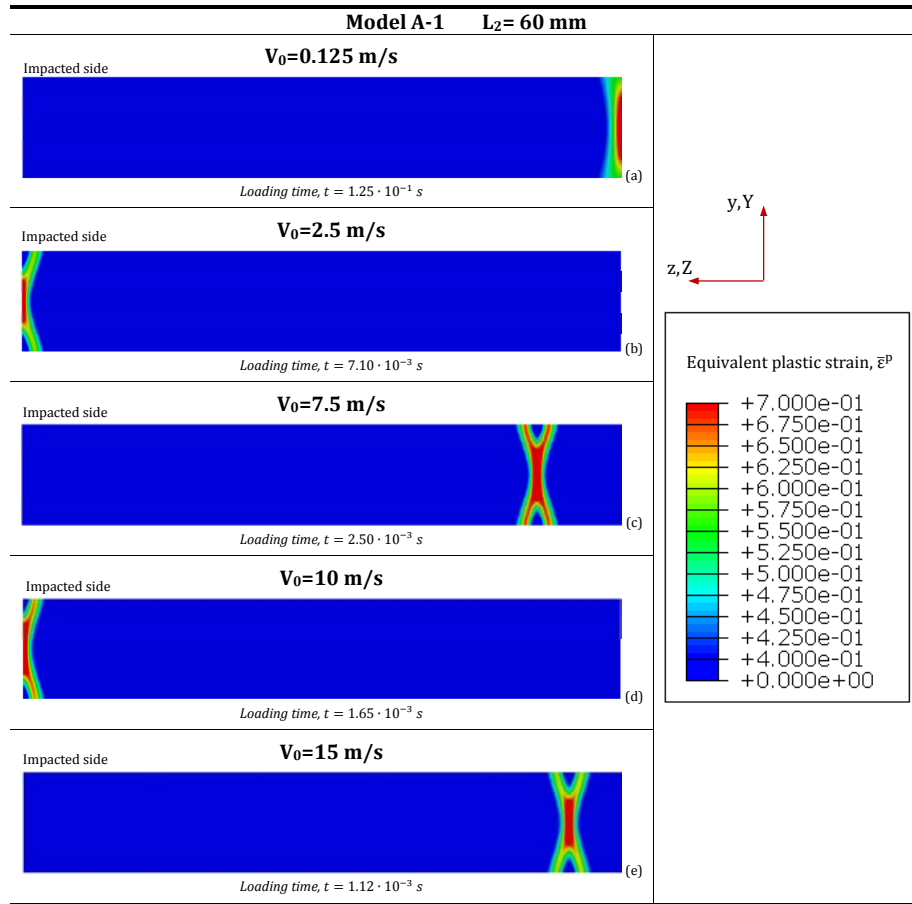 Model A-1 L₂= 60 mm
V₀=0.125 m/s
Impacted side
(a)
Loading time, t = 1.25 · 10⁻¹ s
V₀=2.5 m/s
Impacted side
(b)
Loading time, t = 7.10 · 10⁻³ s
V₀=7.5 m/s
Impacted side
(c)
Loading time, t = 2.50 · 10⁻³ s
V₀=10 m/s
Impacted side
(d)
Loading time, t = 1.65 · 10⁻³ s
V₀=15 m/s
Impacted side
(e)
Loading time, t = 1.12 · 10⁻³ s
y,Y
z,Z
Equivalent plastic strain, ε̅ᵖ
+7.000e-01
+6.750e-01
+6.500e-01
+6.250e-01
+6.000e-01
+5.750e-01
+5.500e-01
+5.250e-01
+5.000e-01
+4.750e-01
+4.500e-01
+4.250e-01
+4.000e-01
+0.000e+00